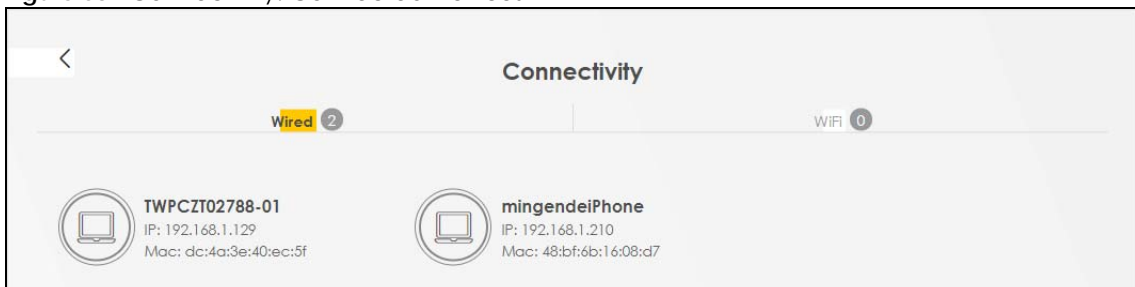 Connectivity
Wired 2
WiFi 0
TWPCZT02788-01
IP: 192.168.1.129
Mac: dc:4a:3e:40:ec:5f
mingendeiPhone
IP: 192.168.1.210
Mac: 48:bf:6b:16:08:d7